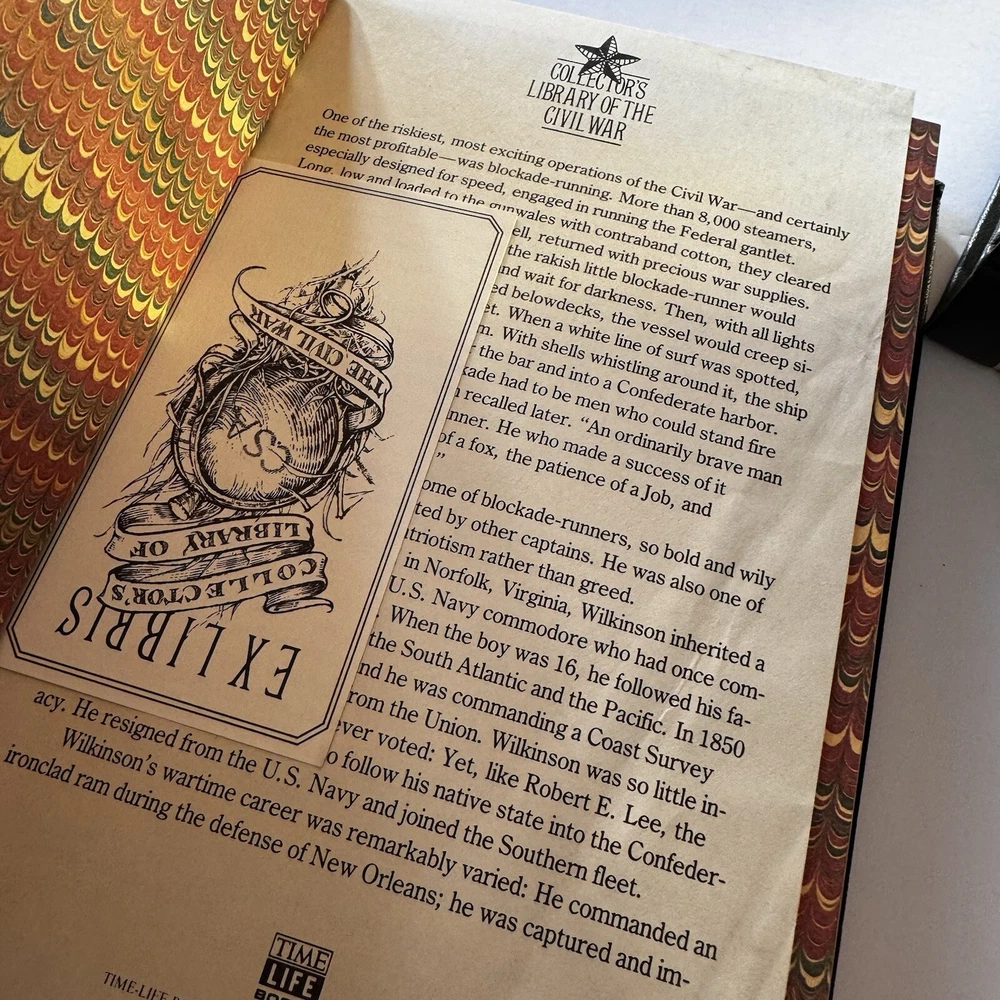 COLLECTOR'S
LIBRARY OF THE
CIVIL WAR
One of the riskiest, most exciting operations of the Civil War—and certainly
the most profitable—was blockade-running. More than 8,000 steamers,
especially designed for speed, engaged in running the Federal gantlet.
Long, low and loaded to the gunwales with contraband cotton, they cleared
ell, returned with precious war supplies.
the rakish little blockade-runner would
nd wait for darkness. Then, with all lights
ed belowdecks, the vessel would creep si-
et. When a white line of surf was spotted,
m. With shells whistling around it, the ship
the bar and into a Confederate harbor.
kade had to be men who could stand fire
recalled later. “An ordinarily brave man
nner. He who made a success of it
of a fox, the patience of a Job, and
”
ome of blockade-runners, so bold and wily
ted by other captains. He was also one of
triotism rather than greed.
in Norfolk, Virginia, Wilkinson inherited a
U.S. Navy commodore who had once com-
When the boy was 16, he followed his fa-
the South Atlantic and the Pacific. In 1850
nd he was commanding a Coast Survey
rom the Union. Wilkinson was so little in-
ever voted: Yet, like Robert E. Lee, the
o follow his native state into the Confeder-
acy. He resigned from the U.S. Navy and joined the Southern fleet.
Wilkinson's wartime career was remarkably varied: He commanded an
ironclad ram during the defense of New Orleans; he was captured and im-
TIME
LIFE
BOOKS
TIME-LIFE
EX LIBRIS
COLLECTOR'S
LIBRARY OF
CSA
THE CIVIL WAR